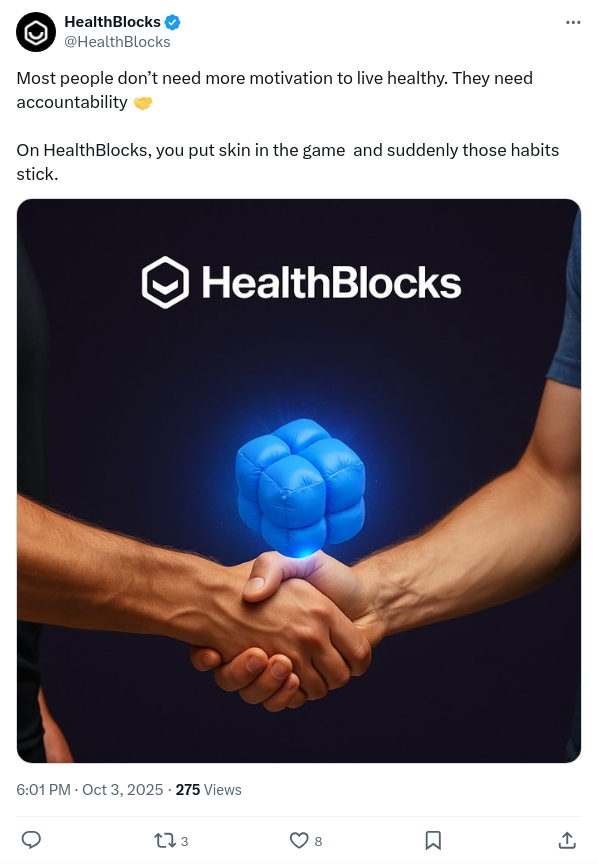 HealthBlocks
@HealthBlocks
Most people don’t need more motivation to live healthy. They need
accountability 🤝
On HealthBlocks, you put skin in the game  and suddenly those habits
stick.
HealthBlocks
6:01 PM · Oct 3, 2025 · 275 Views
3
8